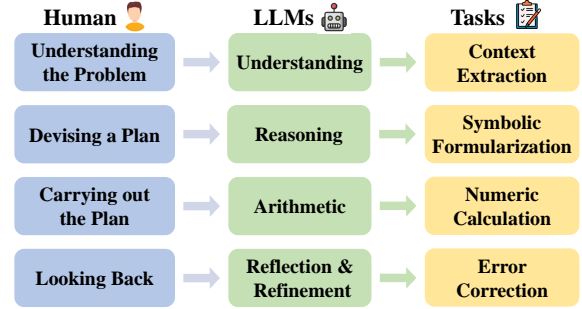 Human LLMs Tasks
Understanding
the Problem
Understanding
Context
Extraction
Devising a Plan
Reasoning
Symbolic
Formularization
Carrying out
the Plan
Arithmetic
Numeric
Calculation
Looking Back
Reflection &
Refinement
Error
Correction